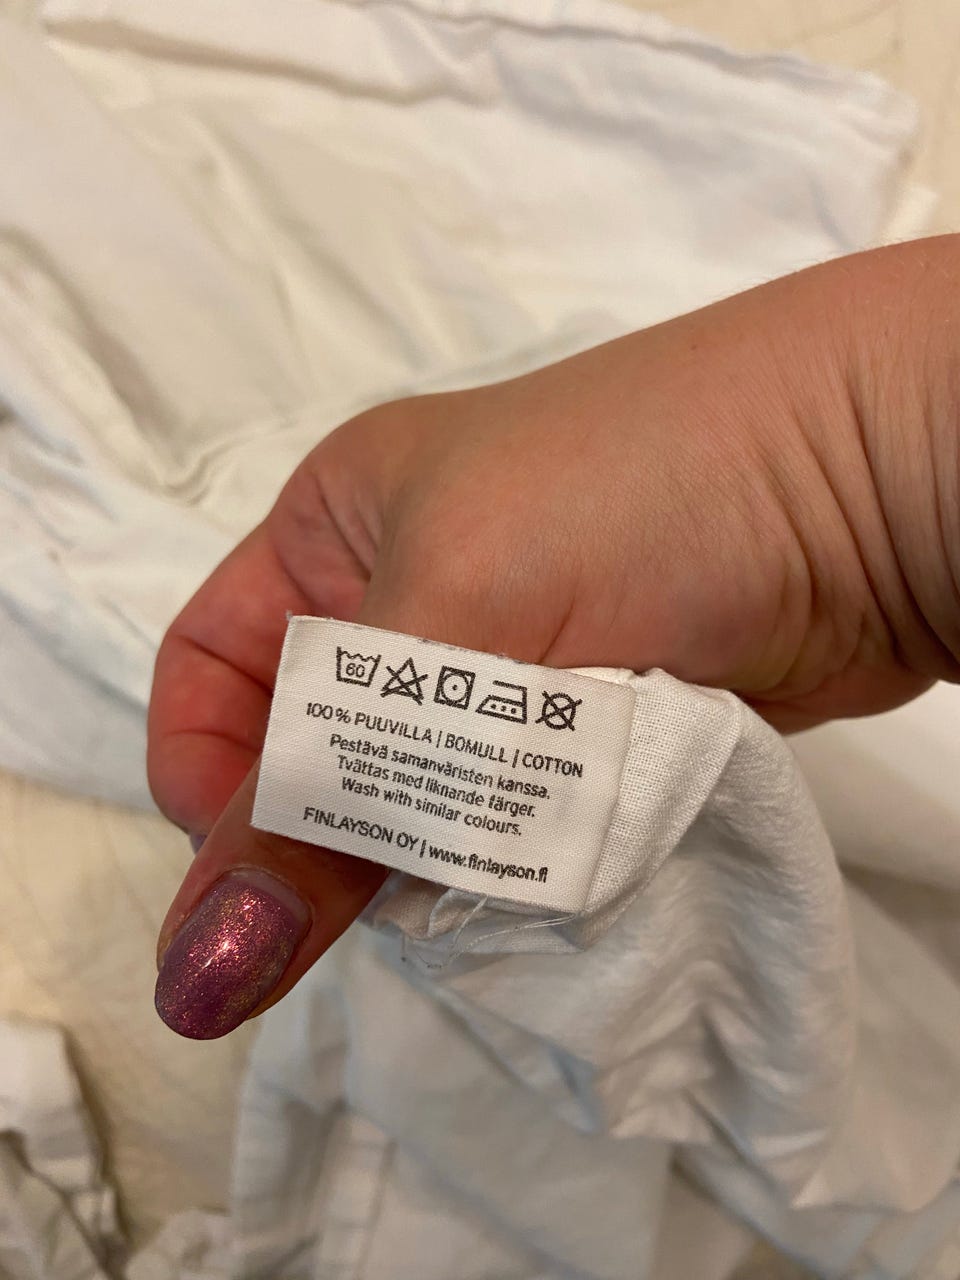 60
100% PUUVILLA | BOMULL | COTTON
Pestävä samanväristen kanssa.
Tvättas med liknande färger.
Wash with similar colours.
FINLAYSON OY | www.finlayson.fi